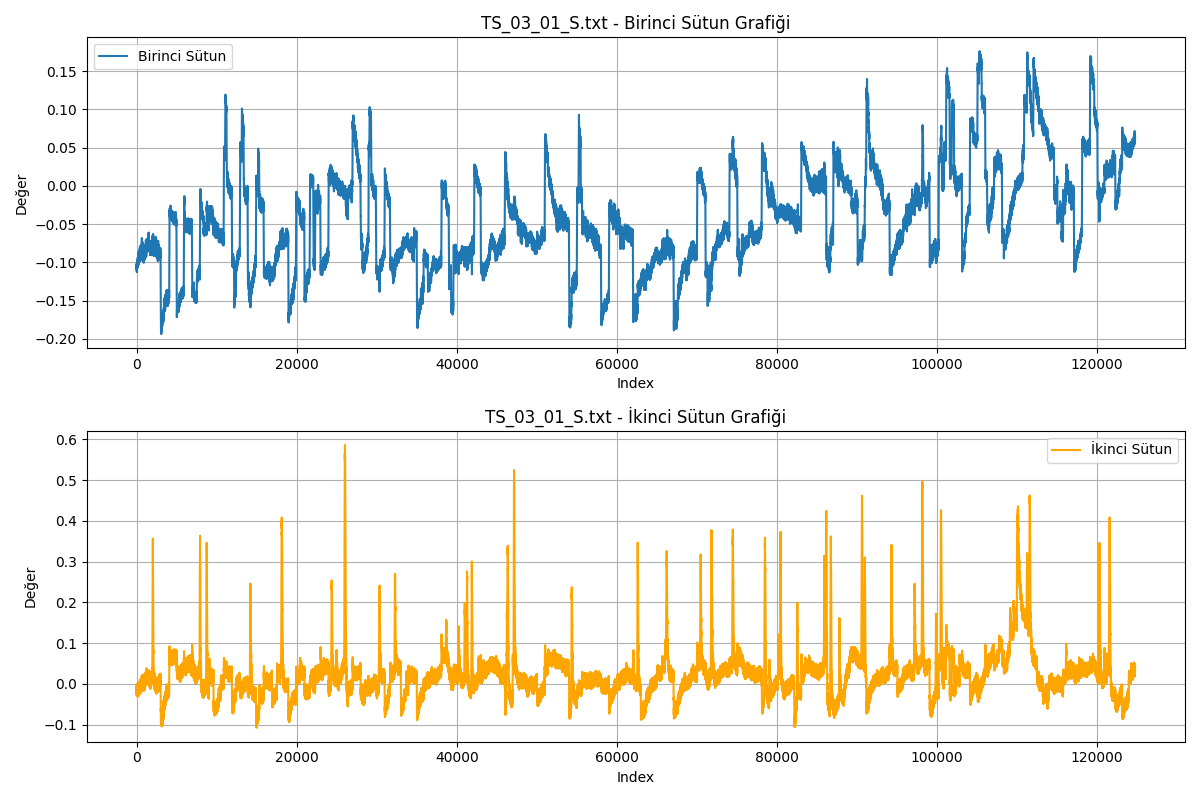 TS_03_01_S.txt - Birinci Sütun Grafiği
Birinci Sütun
Değer
0.15
0.10
0.05
0.00
−0.05
−0.10
−0.15
−0.20
0 20000 40000 60000 80000 100000 120000
Index
TS_03_01_S.txt - İkinci Sütun Grafiği
İkinci Sütun
Değer
0.6
0.5
0.4
0.3
0.2
0.1
0.0
−0.1
0 20000 40000 60000 80000 100000 120000
Index